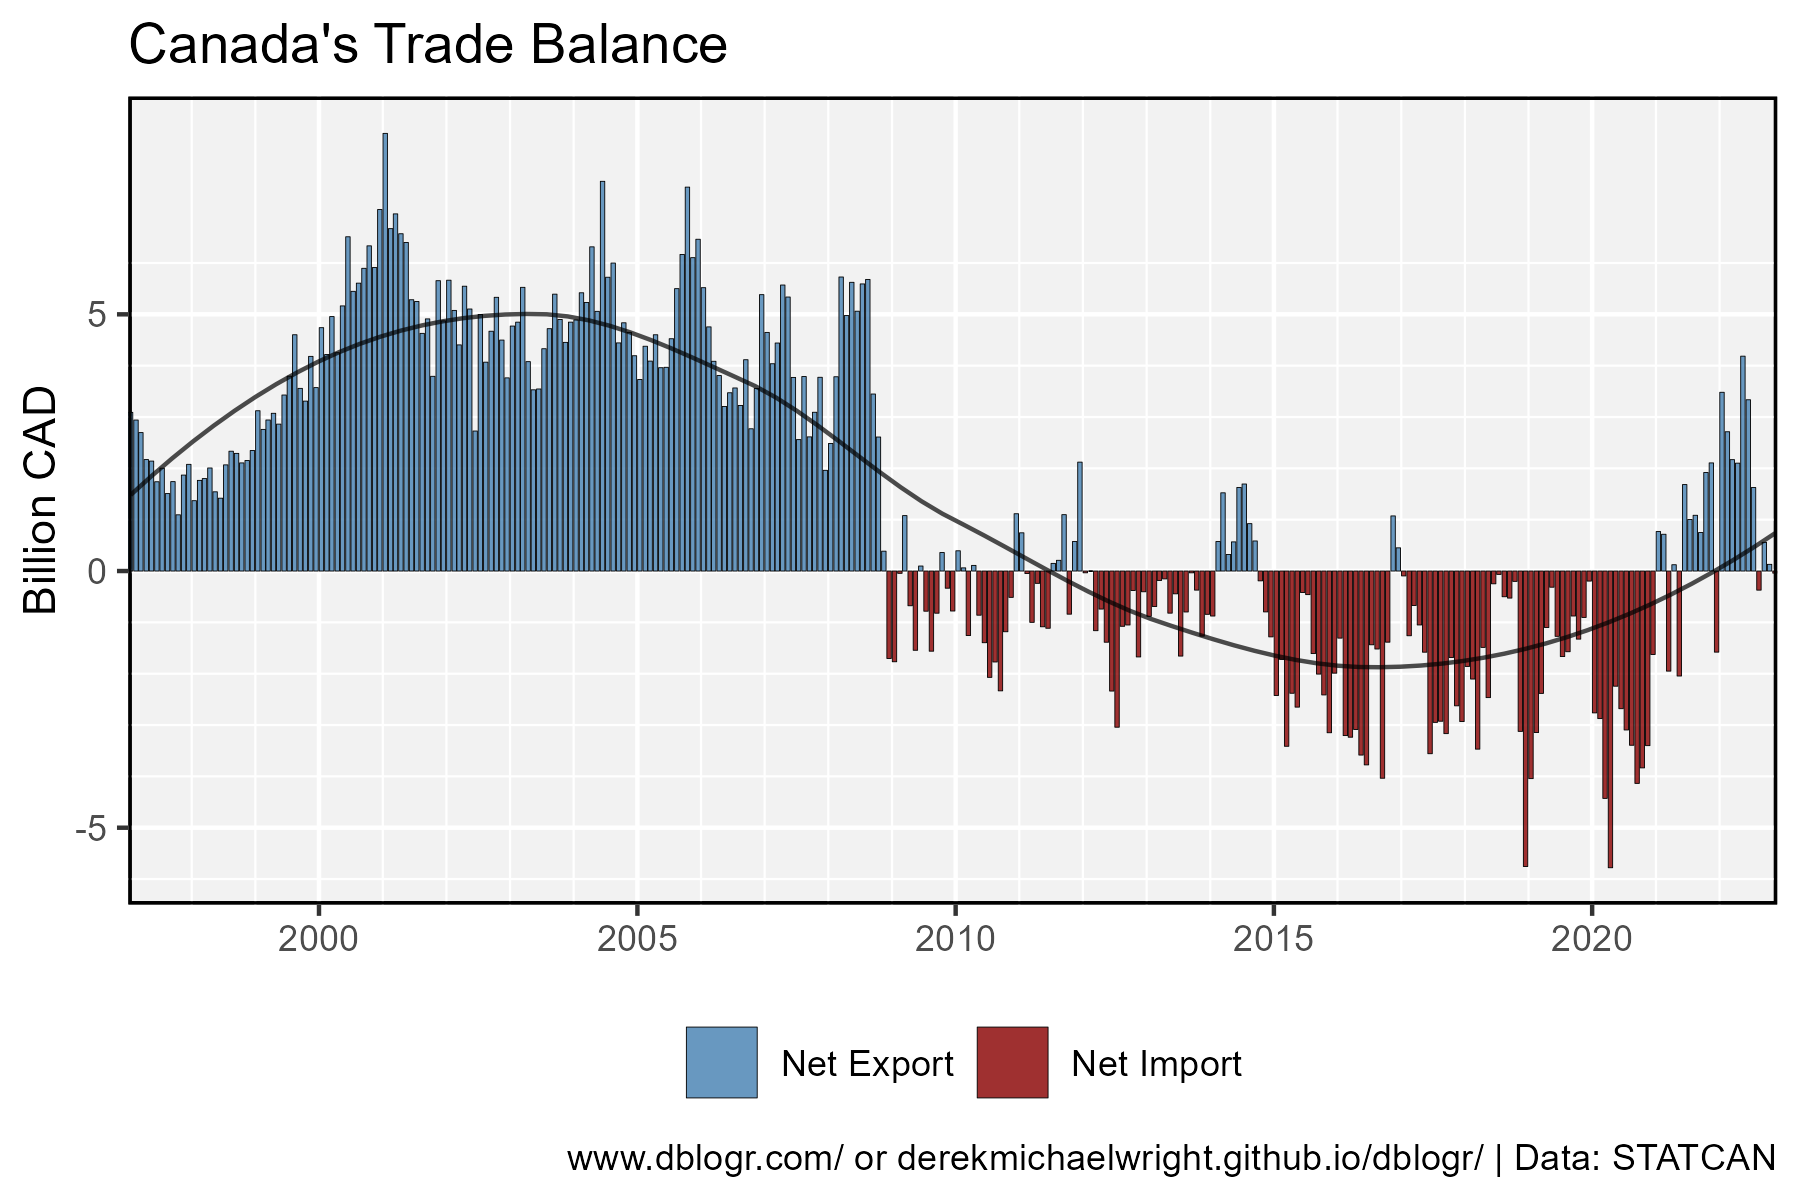 Canada's Trade Balance
Billion CAD
5
0
-5
2000 2005 2010 2015 2020
Net Export Net Import
www.dblogr.com/ or derekmichaelwright.github.io/dblogr/ | Data: STATCAN